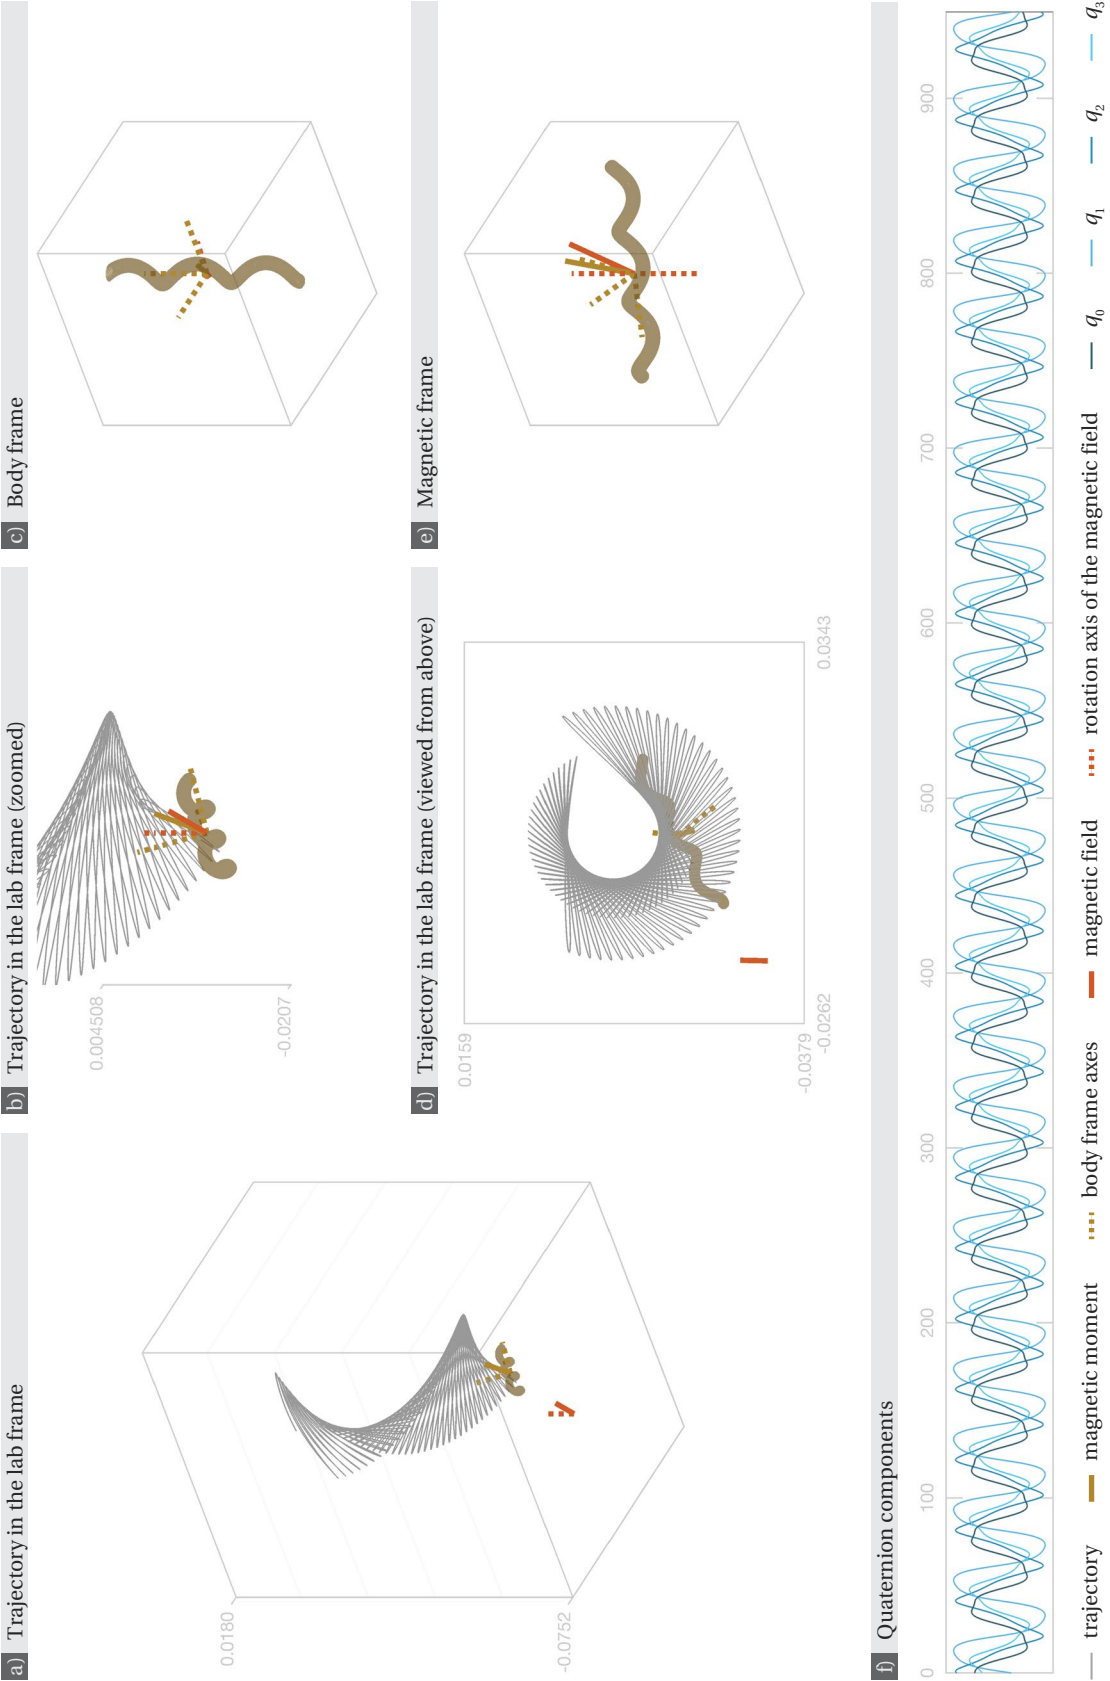 a) Trajectory in the lab frame
0.0180
-0.0752
b) Trajectory in the lab frame (zoomed)
0.004508
-0.0207
c) Body frame
d) Trajectory in the lab frame (viewed from above)
0.0159
-0.0379
-0.0262
0.0343
e) Magnetic frame
f) Quaternion components
0 100 200 300 400 500 600 700 800 900
trajectory magnetic moment body frame axes magnetic field rotation axis of the magnetic field q₀ q₁ q₂ q₃